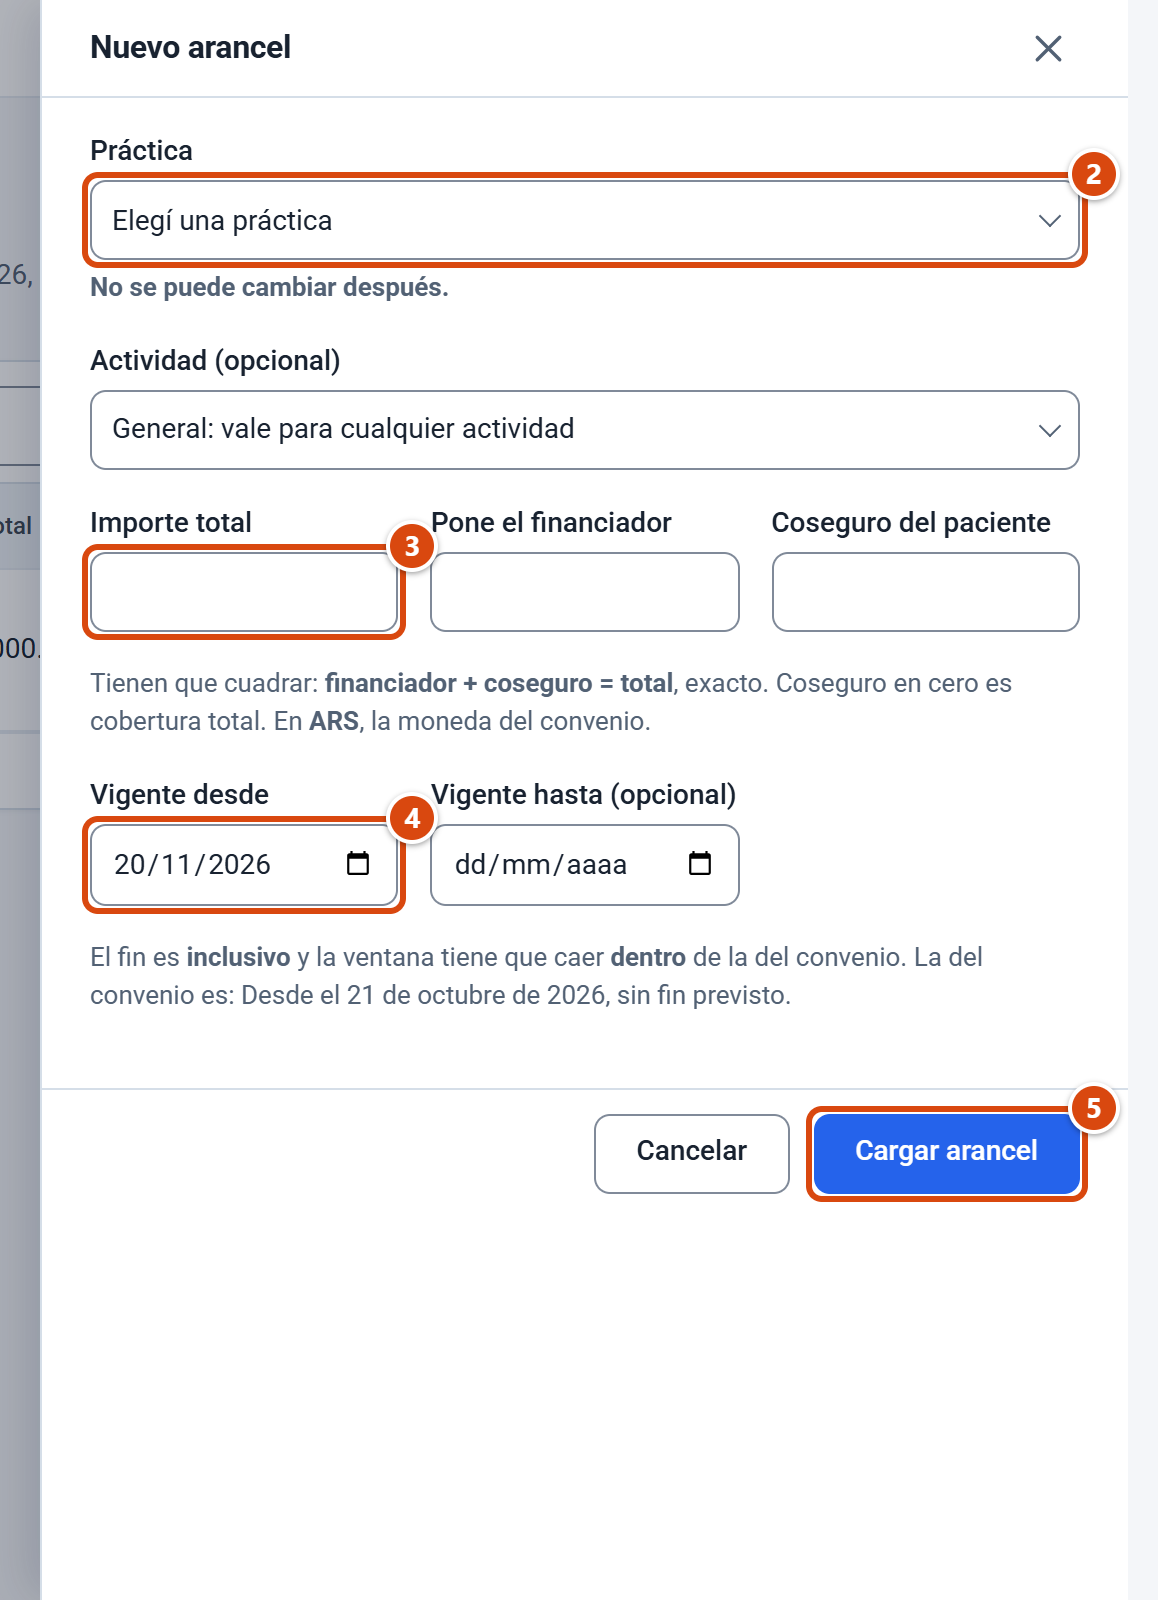 Nuevo arancel
Práctica
2
Elegí una práctica
No se puede cambiar después.
26,
Actividad (opcional)
General: vale para cualquier actividad
otal
Importe total
Pone el financiador
Coseguro del paciente
3
000.
Tienen que cuadrar: financiador + coseguro = total, exacto. Coseguro en cero es
cobertura total. En ARS, la moneda del convenio.
Vigente desde
Vigente hasta (opcional)
4
20/11/2026
dd/mm/aaaa
El fin es inclusivo y la ventana tiene que caer dentro de la del convenio. La del
convenio es: Desde el 21 de octubre de 2026, sin fin previsto.
5
Cancelar
Cargar arancel